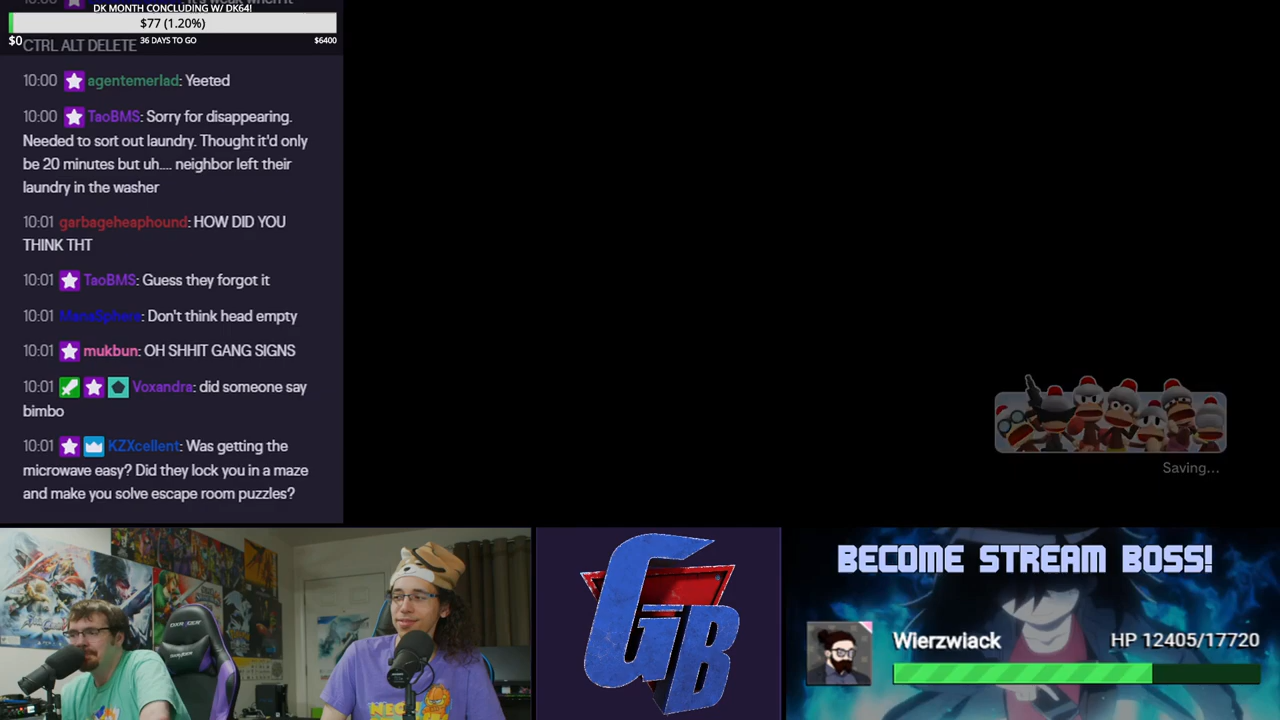 DK MONTH CONCLUDING W/ DK64!
$77 (1.20%)
$0
36 DAYS TO GO
$6400
CTRL ALT DELETE
10:00 agentemerlad: Yeeted
10:00 TaoBMS: Sorry for disappearing.
Needed to sort out laundry. Thought it'd only
be 20 minutes but uh.... neighbor left their
laundry in the washer
10:01 garbageheaphound: HOW DID YOU
THINK THT
10:01 TaoBMS: Guess they forgot it
10:01 ManaSphere: Don't think head empty
10:01 mukbun: OH SHHIT GANG SIGNS
10:01 Voxandra: did someone say
bimbo
10:01 KZXcellent: Was getting the
microwave easy? Did they lock you in a maze
and make you solve escape room puzzles?
Saving...
GB
BECOME STREAM BOSS!
Wierzwiack
HP 12405/17720